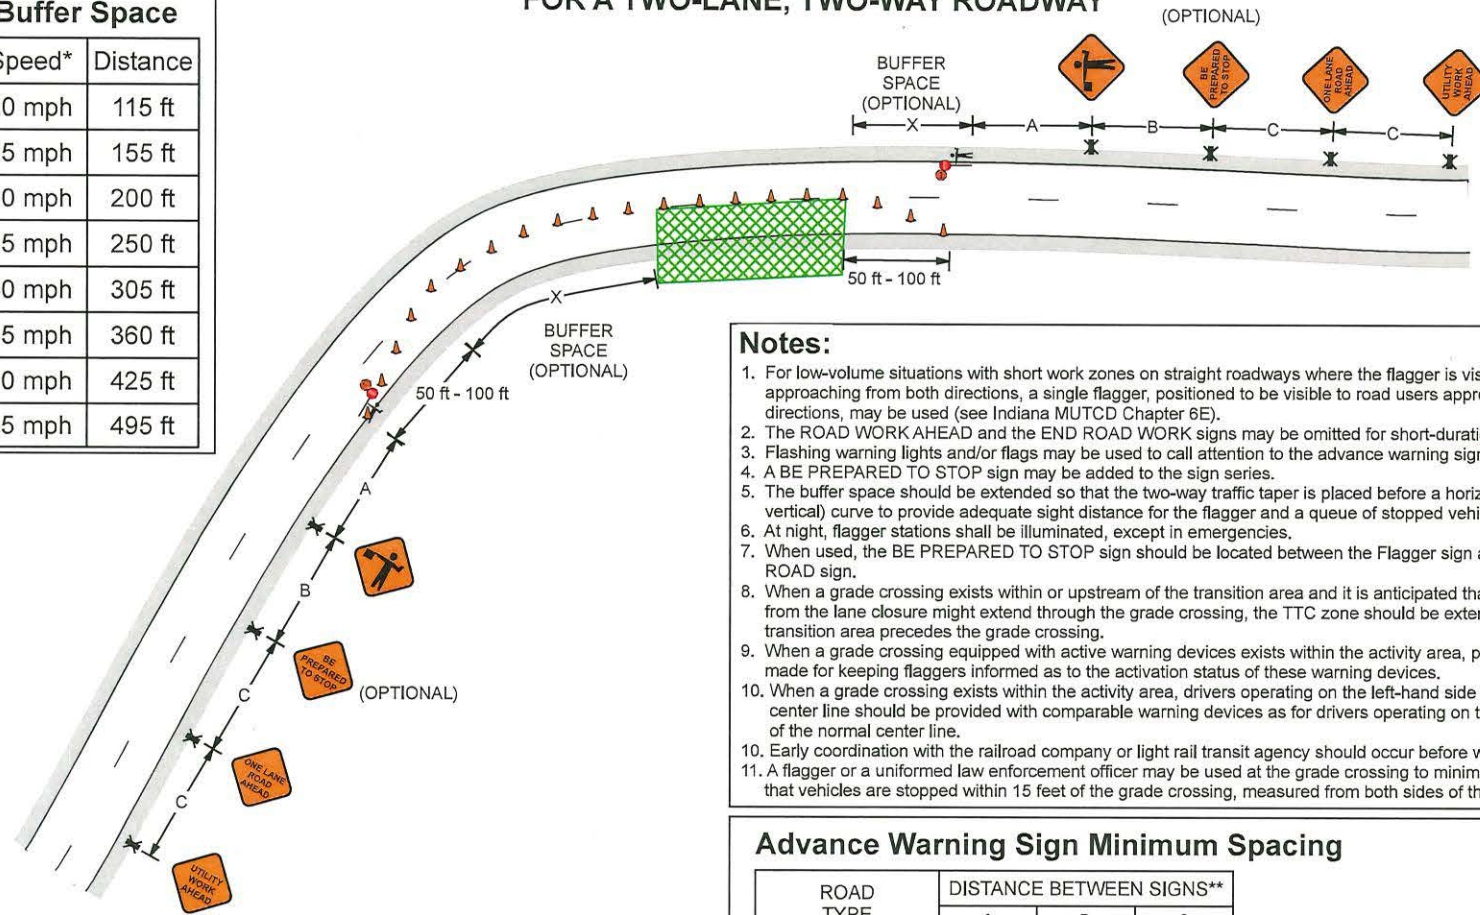 Buffer Space
Speed* Distance
0 mph 115 ft
5 mph 155 ft
0 mph 200 ft
5 mph 250 ft
0 mph 305 ft
5 mph 360 ft
0 mph 425 ft
5 mph 495 ft
FOR A TWO-LANE, TWO-WAY ROADWAY
(OPTIONAL)
BE
PREPARED
TO STOP
ONE LANE
ROAD
AHEAD
UTILITY
WORK
AHEAD
BUFFER
SPACE
(OPTIONAL)
X A B C C
50 ft - 100 ft
X
BUFFER
SPACE
(OPTIONAL)
50 ft - 100 ft
A
B
BE
PREPARED
TO STOP
(OPTIONAL)
C
ONE LANE
ROAD
AHEAD
C
UTILITY
WORK
AHEAD
Notes:
1. For low-volume situations with short work zones on straight roadways where the flagger is vis
approaching from both directions, a single flagger, positioned to be visible to road users appr
directions, may be used (see Indiana MUTCD Chapter 6E).
2. The ROAD WORK AHEAD and the END ROAD WORK signs may be omitted for short-durati
3. Flashing warning lights and/or flags may be used to call attention to the advance warning sign
4. A BE PREPARED TO STOP sign may be added to the sign series.
5. The buffer space should be extended so that the two-way traffic taper is placed before a horiz
vertical) curve to provide adequate sight distance for the flagger and a queue of stopped vehi
6. At night, flagger stations shall be illuminated, except in emergencies.
7. When used, the BE PREPARED TO STOP sign should be located between the Flagger sign a
ROAD sign.
8. When a grade crossing exists within or upstream of the transition area and it is anticipated tha
from the lane closure might extend through the grade crossing, the TTC zone should be exter
transition area precedes the grade crossing.
9. When a grade crossing equipped with active warning devices exists within the activity area, p
made for keeping flaggers informed as to the activation status of these warning devices.
10. When a grade crossing exists within the activity area, drivers operating on the left-hand side
center line should be provided with comparable warning devices as for drivers operating on t
of the normal center line.
10. Early coordination with the railroad company or light rail transit agency should occur before w
11. A flagger or a uniformed law enforcement officer may be used at the grade crossing to minim
that vehicles are stopped within 15 feet of the grade crossing, measured from both sides of th
Advance Warning Sign Minimum Spacing
ROAD
TYPE
DISTANCE BETWEEN SIGNS**